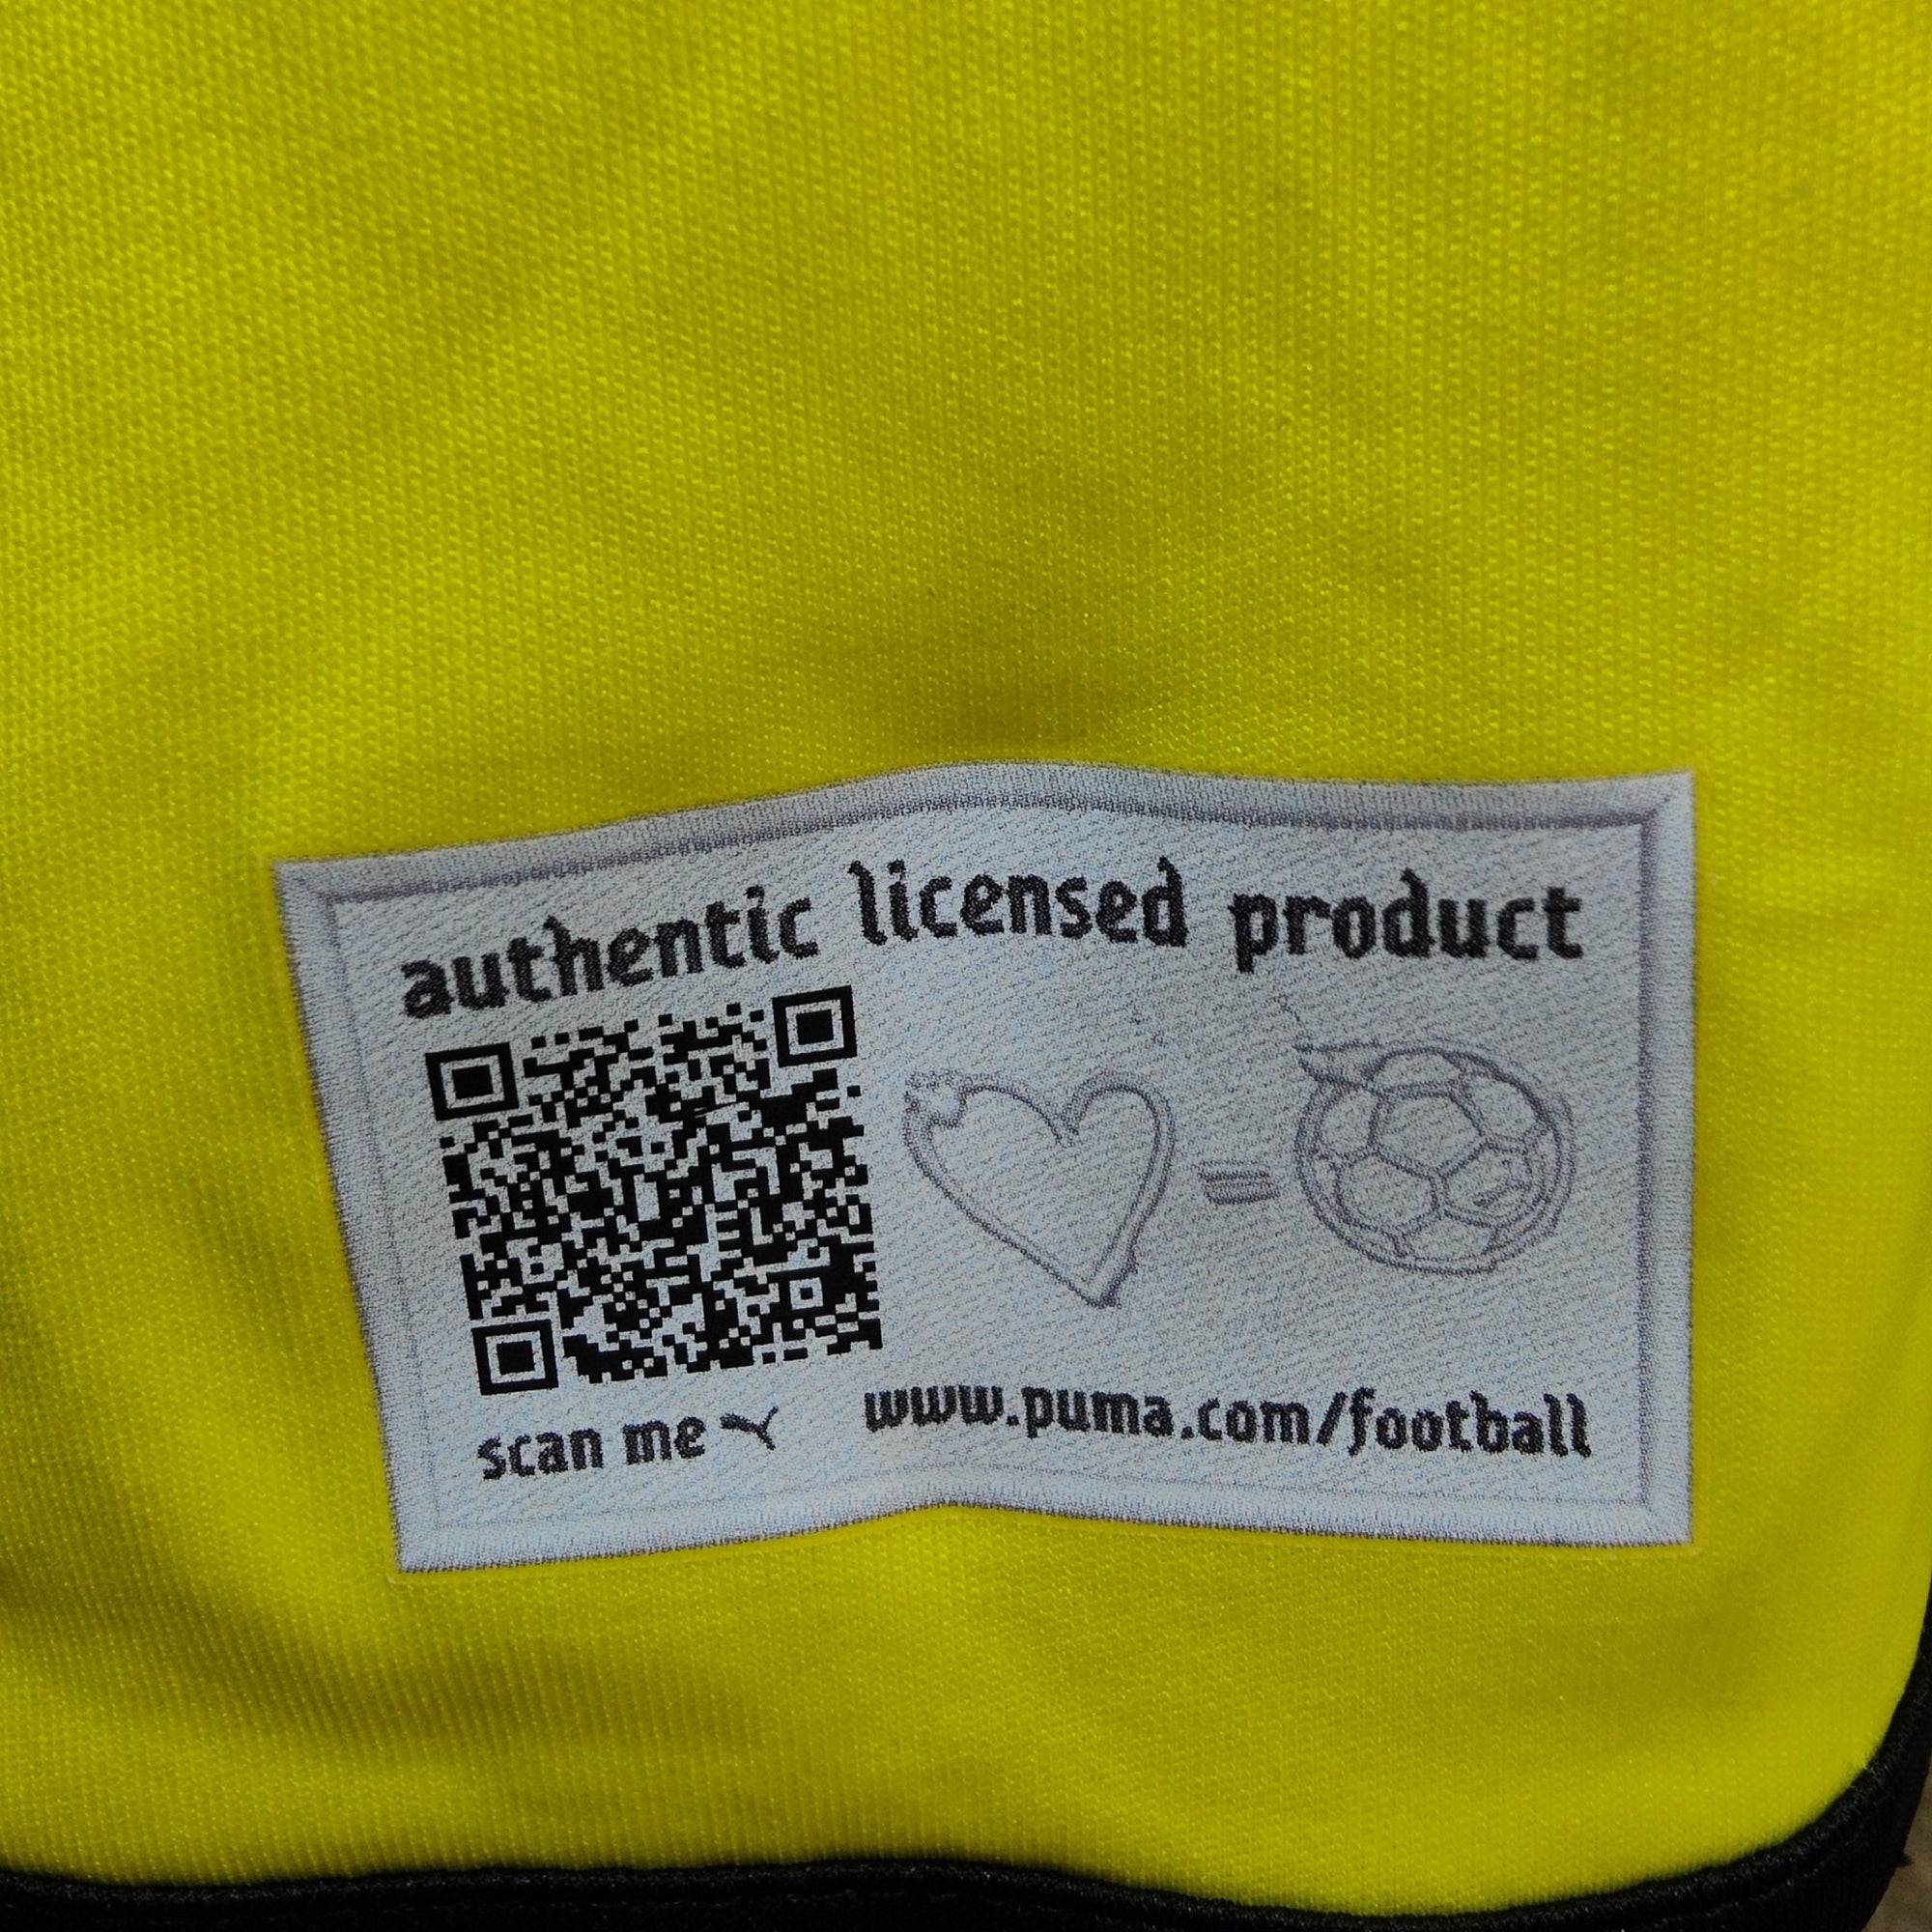 authentic licensed product
scan me
www.puma.com/football